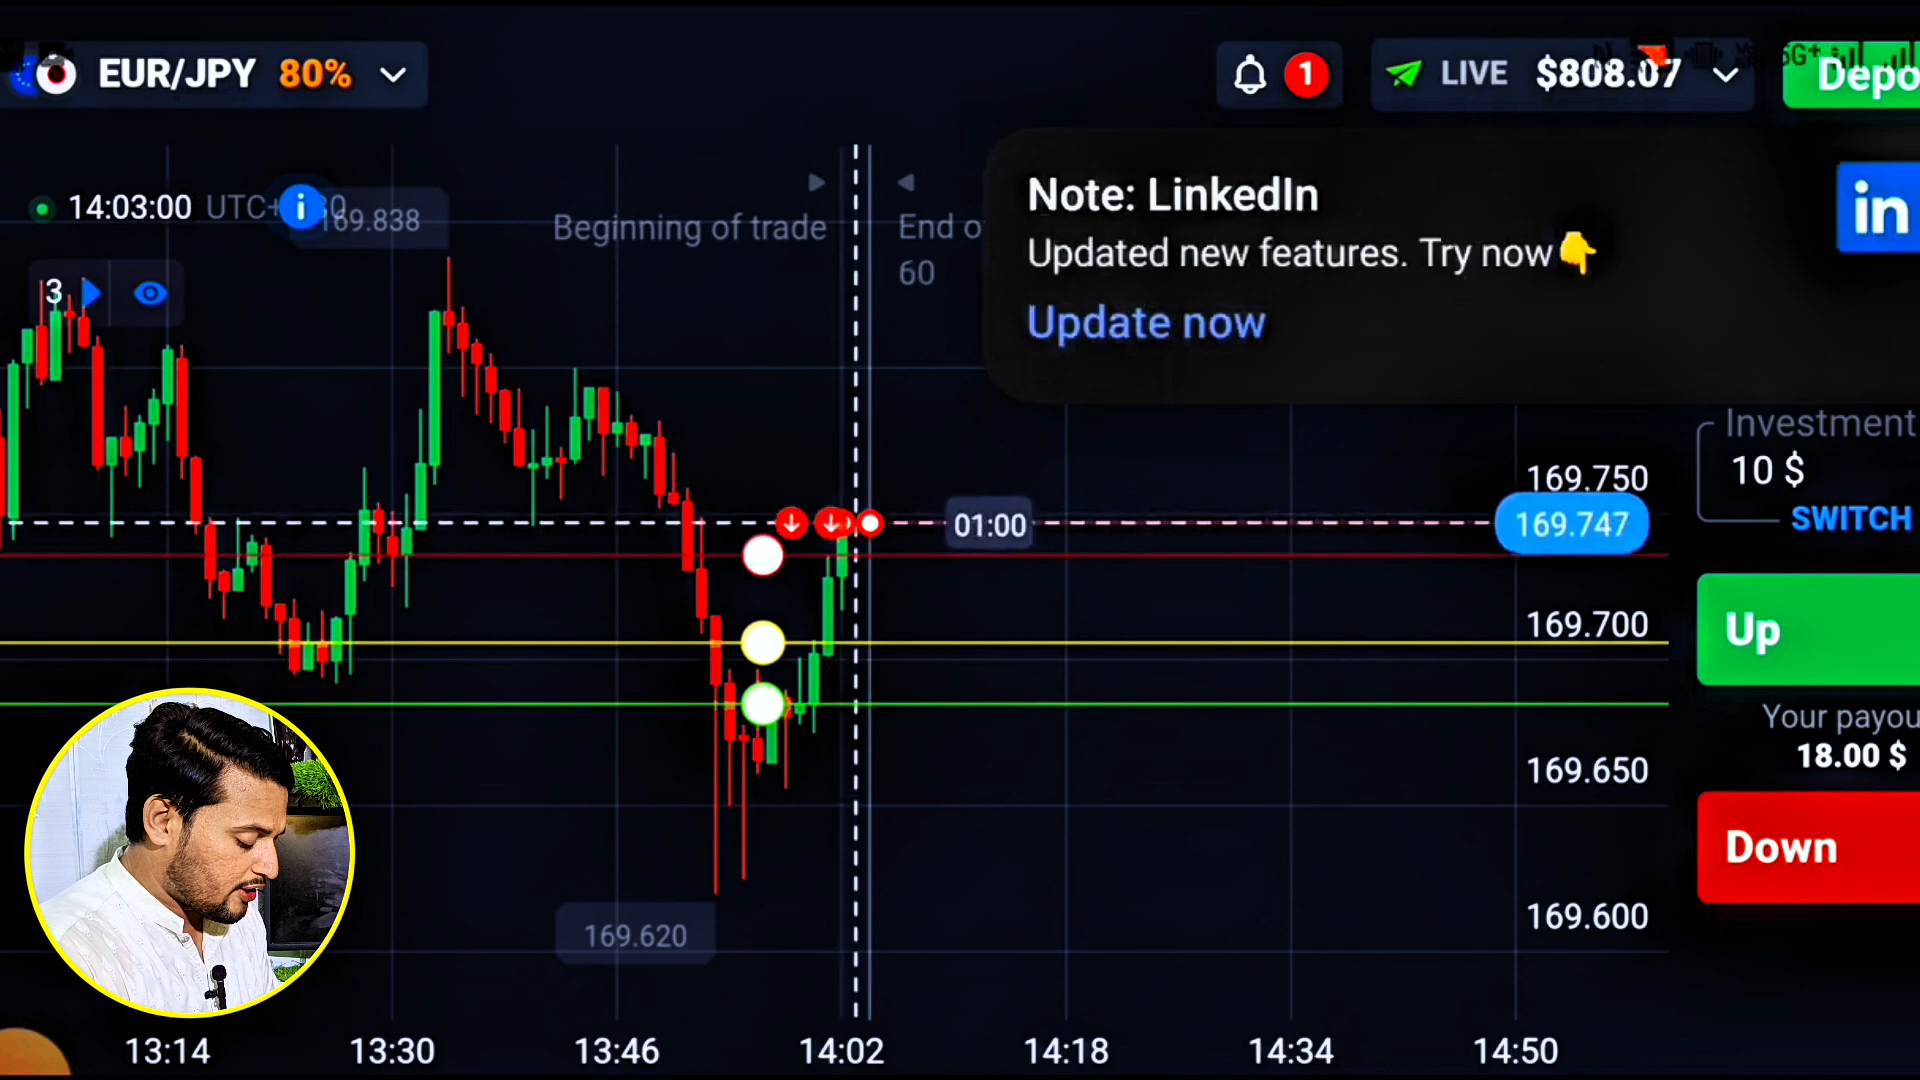 EUR/JPY 80%
1
LIVE $808.07
Depo
14:03:00 UTC+
169.838
Beginning of trade
End o
60
Note: LinkedIn
Updated new features. Try now👇
Update now
in
3
Investment
10 $
SWITCH
169.750
01:00
169.747
Up
169.700
Your payou
18.00 $
169.650
Down
169.600
169.620
13:14
13:30
13:46
14:02
14:18
14:34
14:50